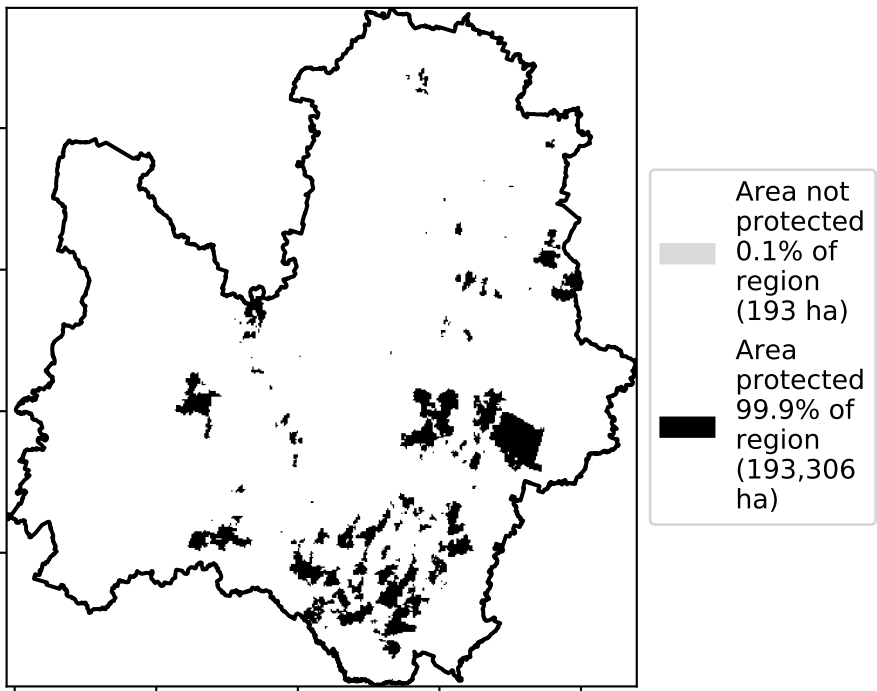 Area not
protected
0.1% of
region
(193 ha)
Area
protected
99.9% of
region
(193,306
ha)